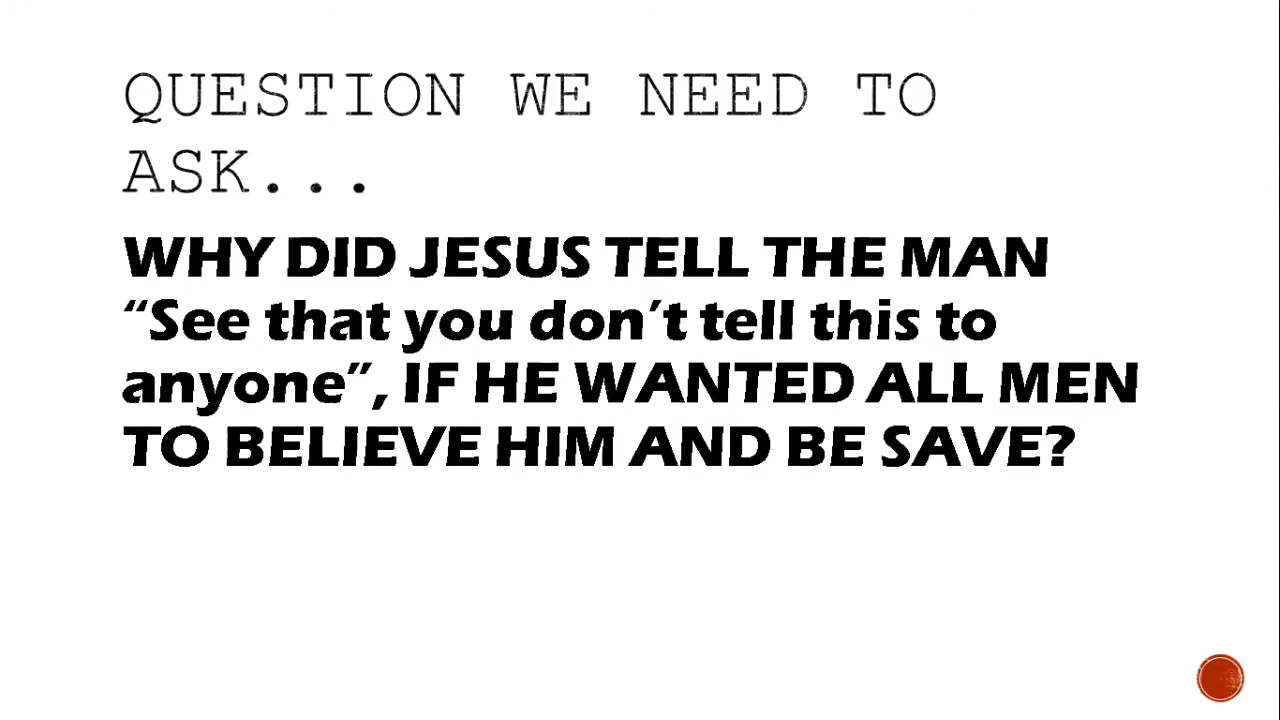 QUESTION WE NEED TO
ASK...
WHY DID JESUS TELL THE MAN
“See that you don’t tell this to
anyone”, IF HE WANTED ALL MEN
TO BELIEVE HIM AND BE SAVE?